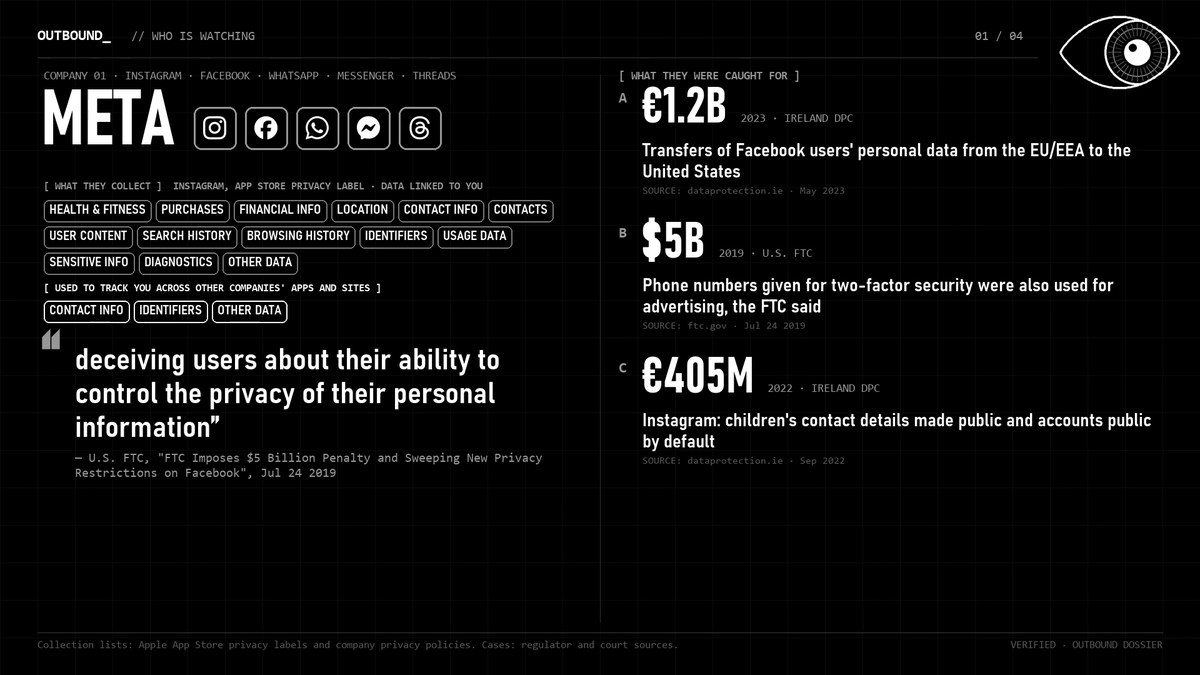 OUTBOUND_ // WHO IS WATCHING
01 / 04
COMPANY 01 · INSTAGRAM · FACEBOOK · WHATSAPP · MESSENGER · THREADS
META
[ WHAT THEY COLLECT ] INSTAGRAM, APP STORE PRIVACY LABEL · DATA LINKED TO YOU
HEALTH & FITNESS PURCHASES FINANCIAL INFO LOCATION CONTACT INFO CONTACTS
USER CONTENT SEARCH HISTORY BROWSING HISTORY IDENTIFIERS USAGE DATA
SENSITIVE INFO DIAGNOSTICS OTHER DATA
[ USED TO TRACK YOU ACROSS OTHER COMPANIES' APPS AND SITES ]
CONTACT INFO IDENTIFIERS OTHER DATA
“
deceiving users about their ability to
control the privacy of their personal
information”
— U.S. FTC, "FTC Imposes $5 Billion Penalty and Sweeping New Privacy
Restrictions on Facebook", Jul 24 2019
[ WHAT THEY WERE CAUGHT FOR ]
A €1.2B 2023 · IRELAND DPC
Transfers of Facebook users' personal data from the EU/EEA to the
United States
SOURCE: dataprotection.ie · May 2023
B $5B 2019 · U.S. FTC
Phone numbers given for two-factor security were also used for
advertising, the FTC said
SOURCE: ftc.gov · Jul 24 2019
C €405M 2022 · IRELAND DPC
Instagram: children's contact details made public and accounts public
by default
SOURCE: dataprotection.ie · Sep 2022
Collection lists: Apple App Store privacy labels and company privacy policies. Cases: regulator and court sources.
VERIFIED · OUTBOUND DOSSIER